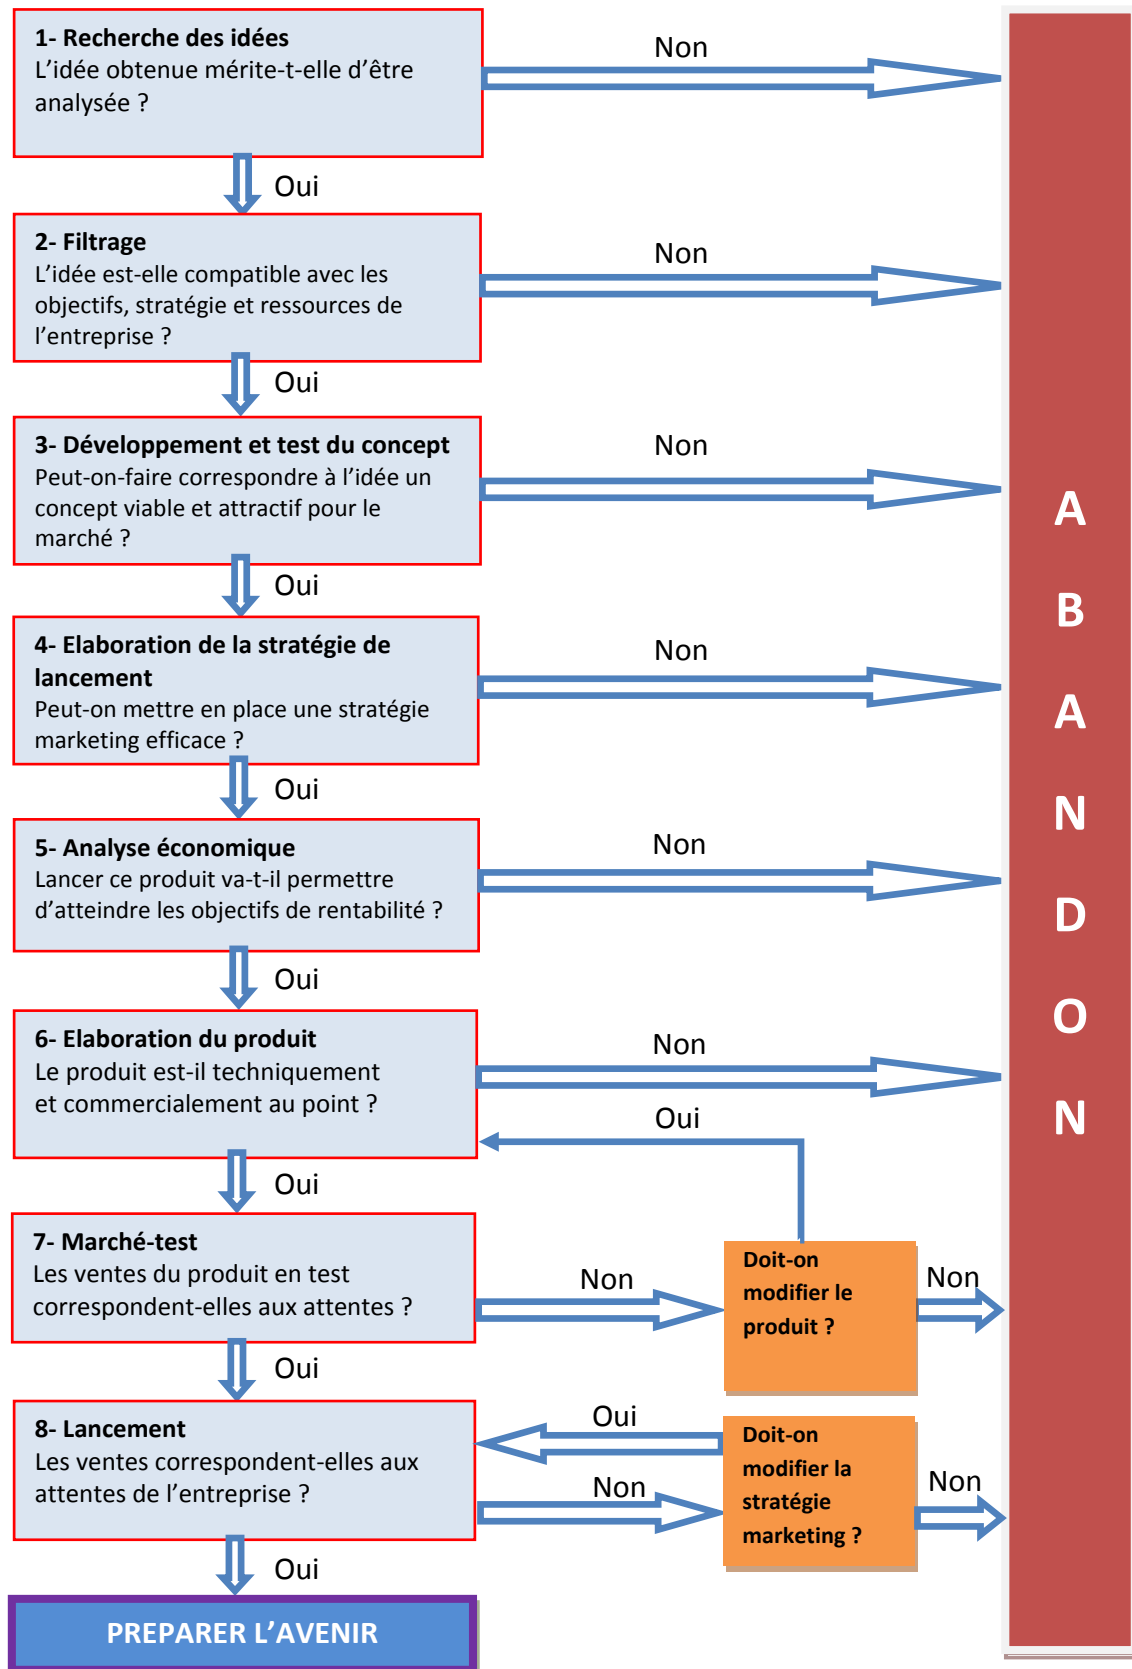 1- Recherche des idées
L'idée obtenue mérite-t-elle d'être
analysée ?
Non
Oui
2- Filtrage
L'idée est-elle compatible avec les
objectifs, stratégie et ressources de
l'entreprise ?
Non
Oui
3- Développement et test du concept
Peut-on-faire correspondre à l'idée un
concept viable et attractif pour le
marché ?
Non
Oui
4- Elaboration de la stratégie de
lancement
Peut-on mettre en place une stratégie
marketing efficace ?
Non
Oui
5- Analyse économique
Lancer ce produit va-t-il permettre
d'atteindre les objectifs de rentabilité ?
Non
Oui
6- Elaboration du produit
Le produit est-il techniquement
et commercialement au point ?
Non
Oui
Oui
7- Marché-test
Les ventes du produit en test
correspondent-elles aux attentes ?
Non
Doit-on
modifier le
produit ?
Non
Oui
8- Lancement
Les ventes correspondent-elles aux
attentes de l'entreprise ?
Oui
Non
Doit-on
modifier la
stratégie
marketing ?
Non
Oui
PREPARER L'AVENIR
A
B
A
N
D
O
N